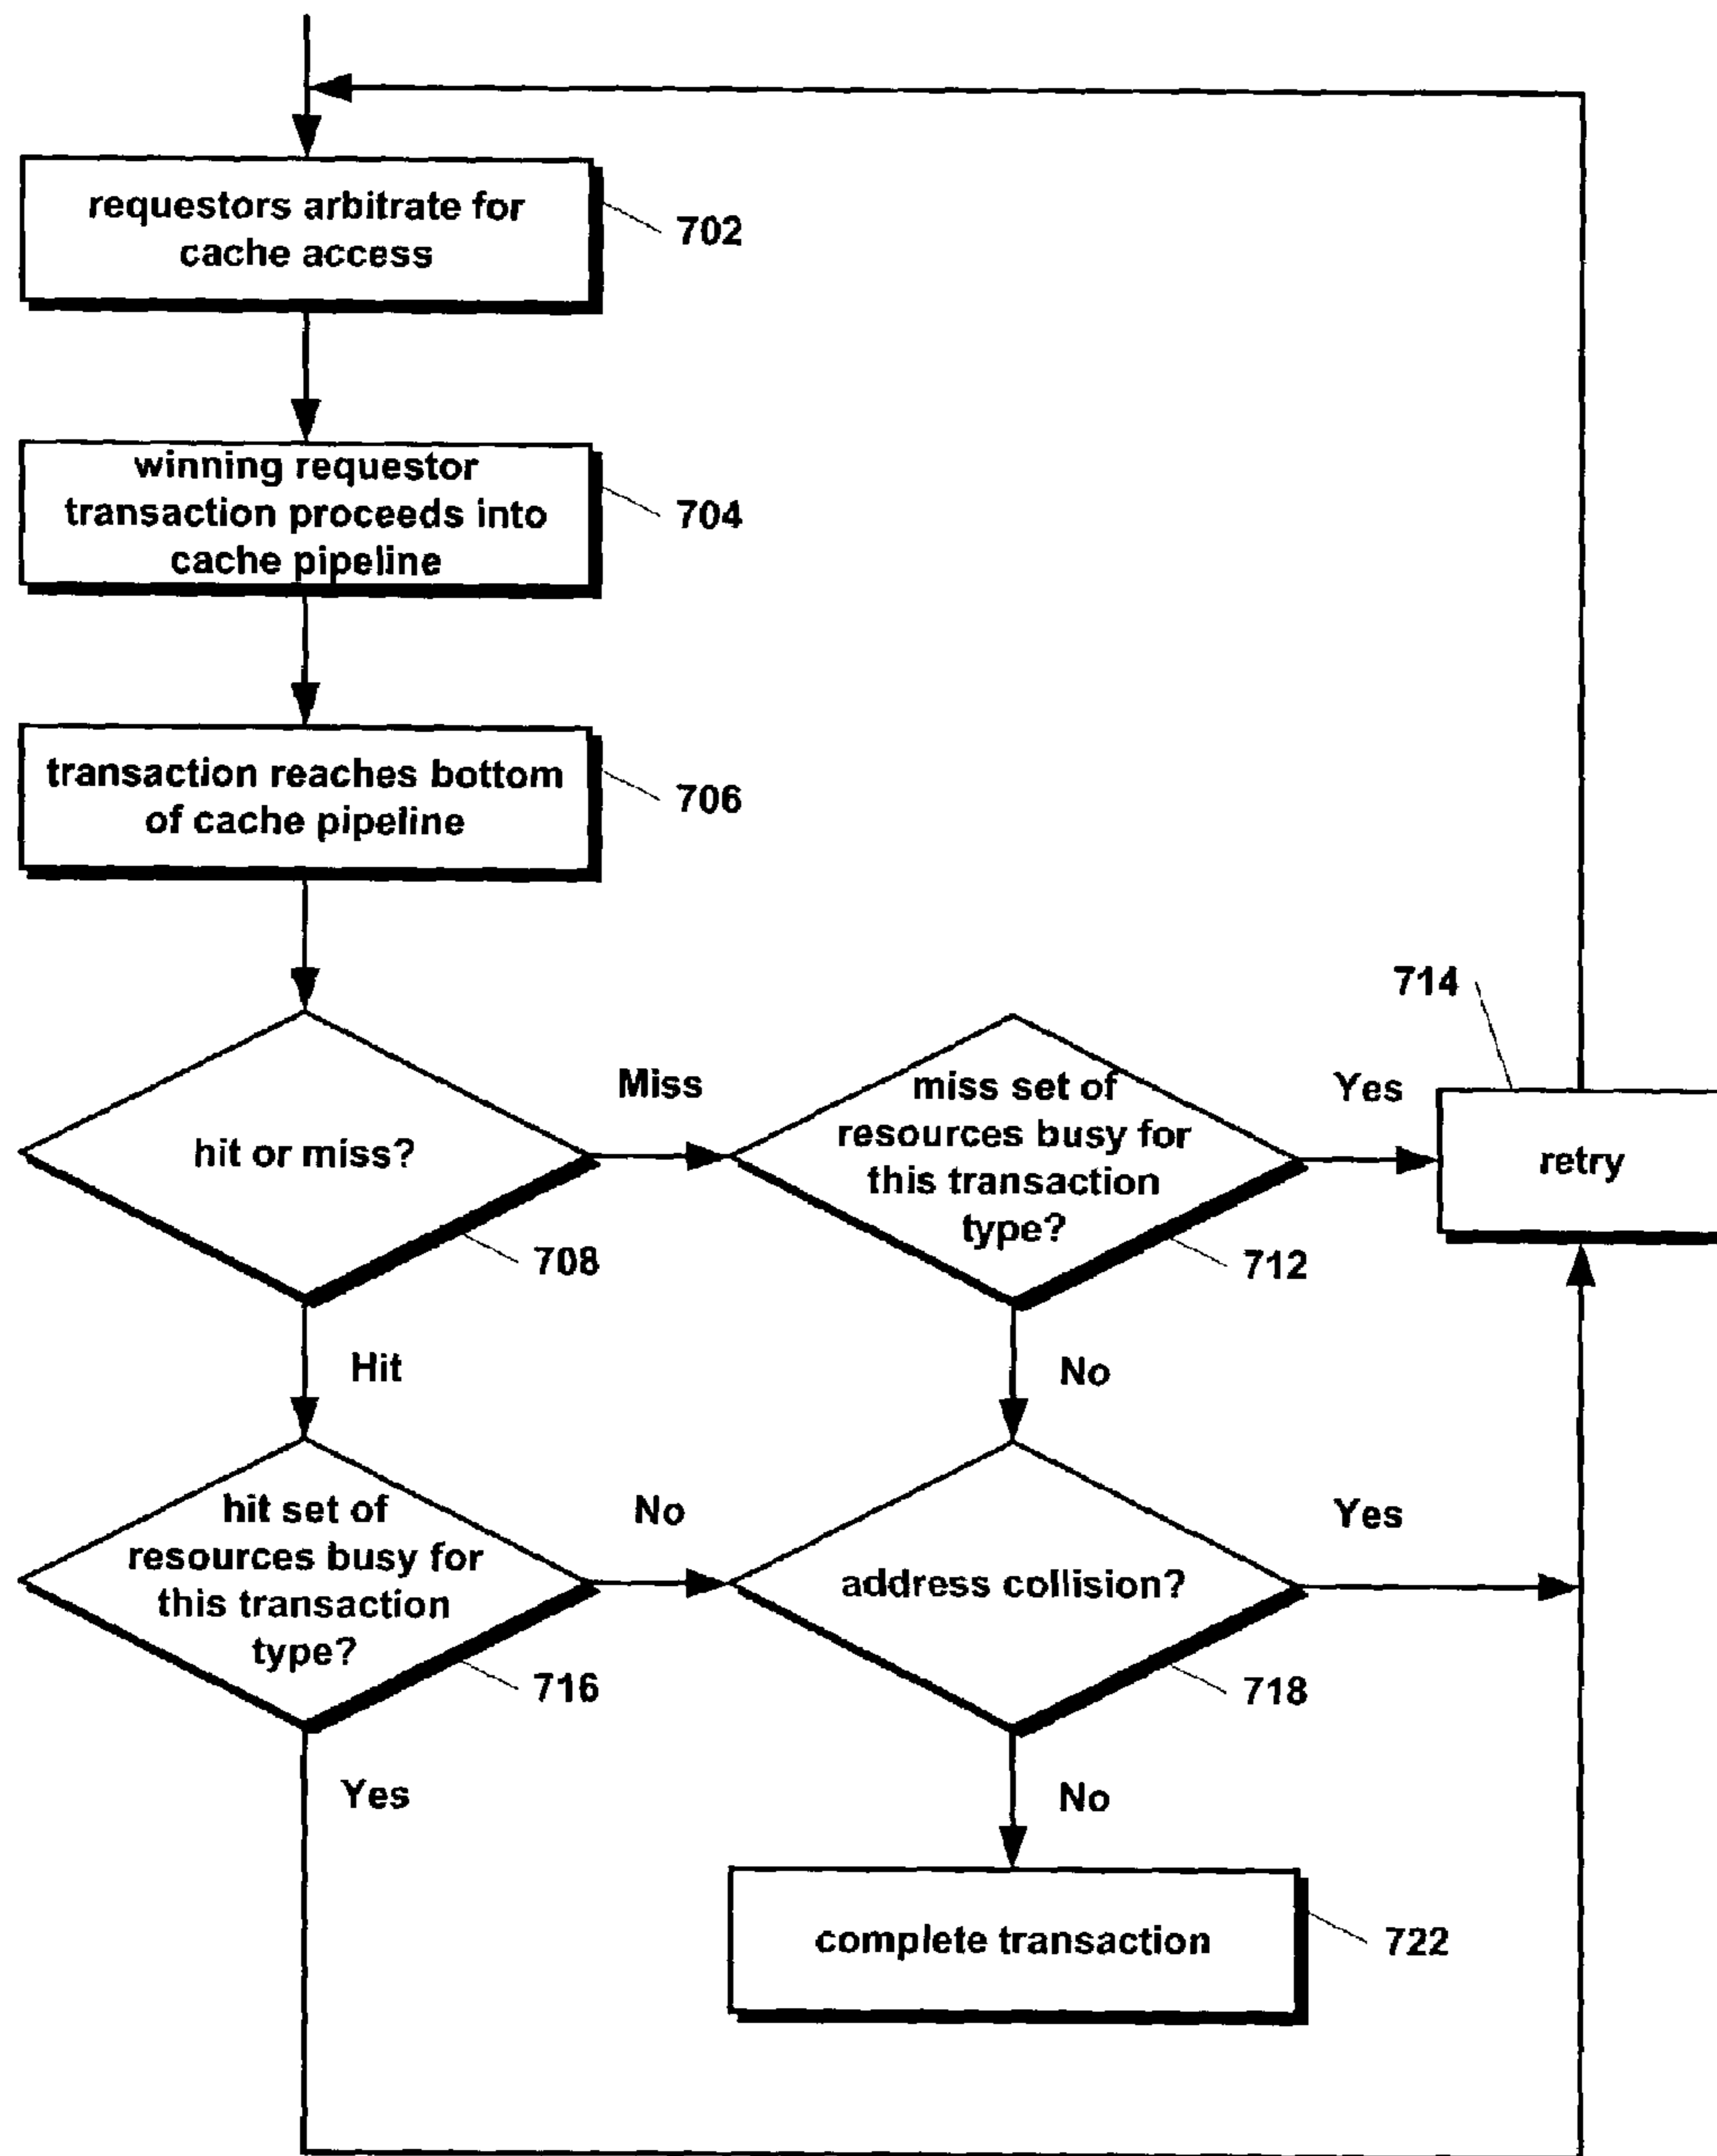 requestors arbitrate for
cache access
702
winning requestor
transaction proceeds into
cache pipeline
704
transaction reaches bottom
of cache pipeline
706
714
hit or miss?
708
Miss
miss set of
resources busy for
this transaction
type?
712
Yes
retry
Hit
No
hit set of
resources busy for
this transaction
type?
716
No
address collision?
718
Yes
Yes
No
complete transaction
722